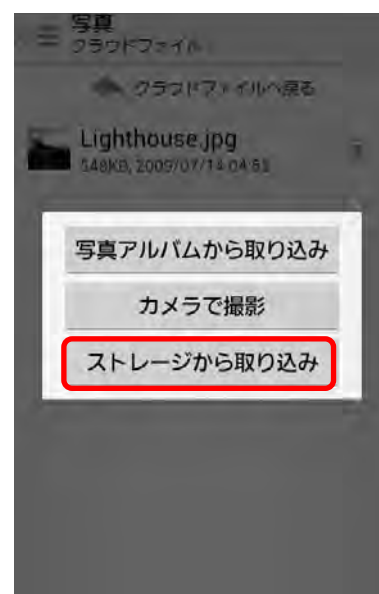 写真
クラウドファイル
クラウドファイルへ戻る
Lighthouse.jpg
548KB, 2009/07/14 04:53
写真アルバムから取り込み
カメラで撮影
ストレージから取り込み